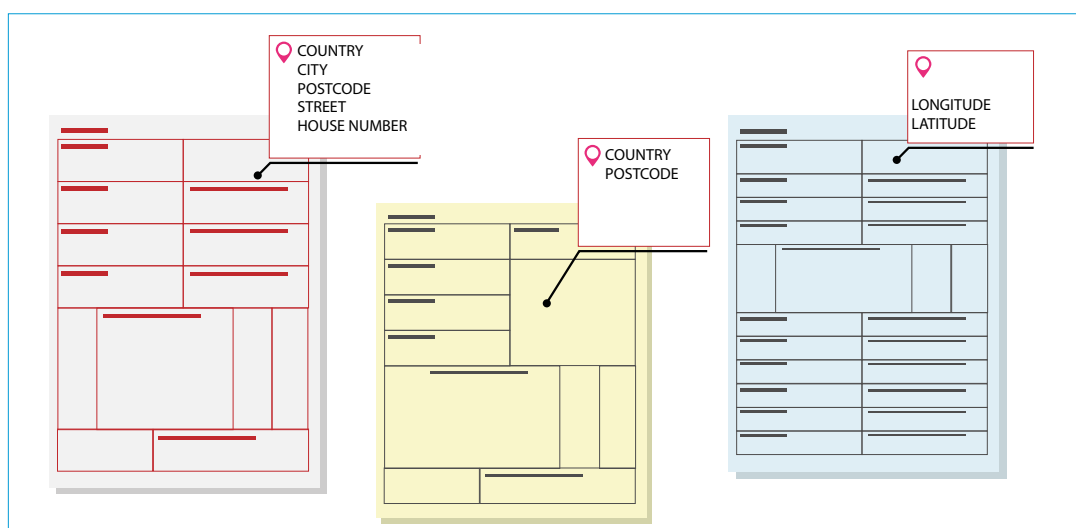 COUNTRY
CITY
POSTCODE
STREET
HOUSE NUMBER
COUNTRY
POSTCODE
LONGITUDE
LATITUDE